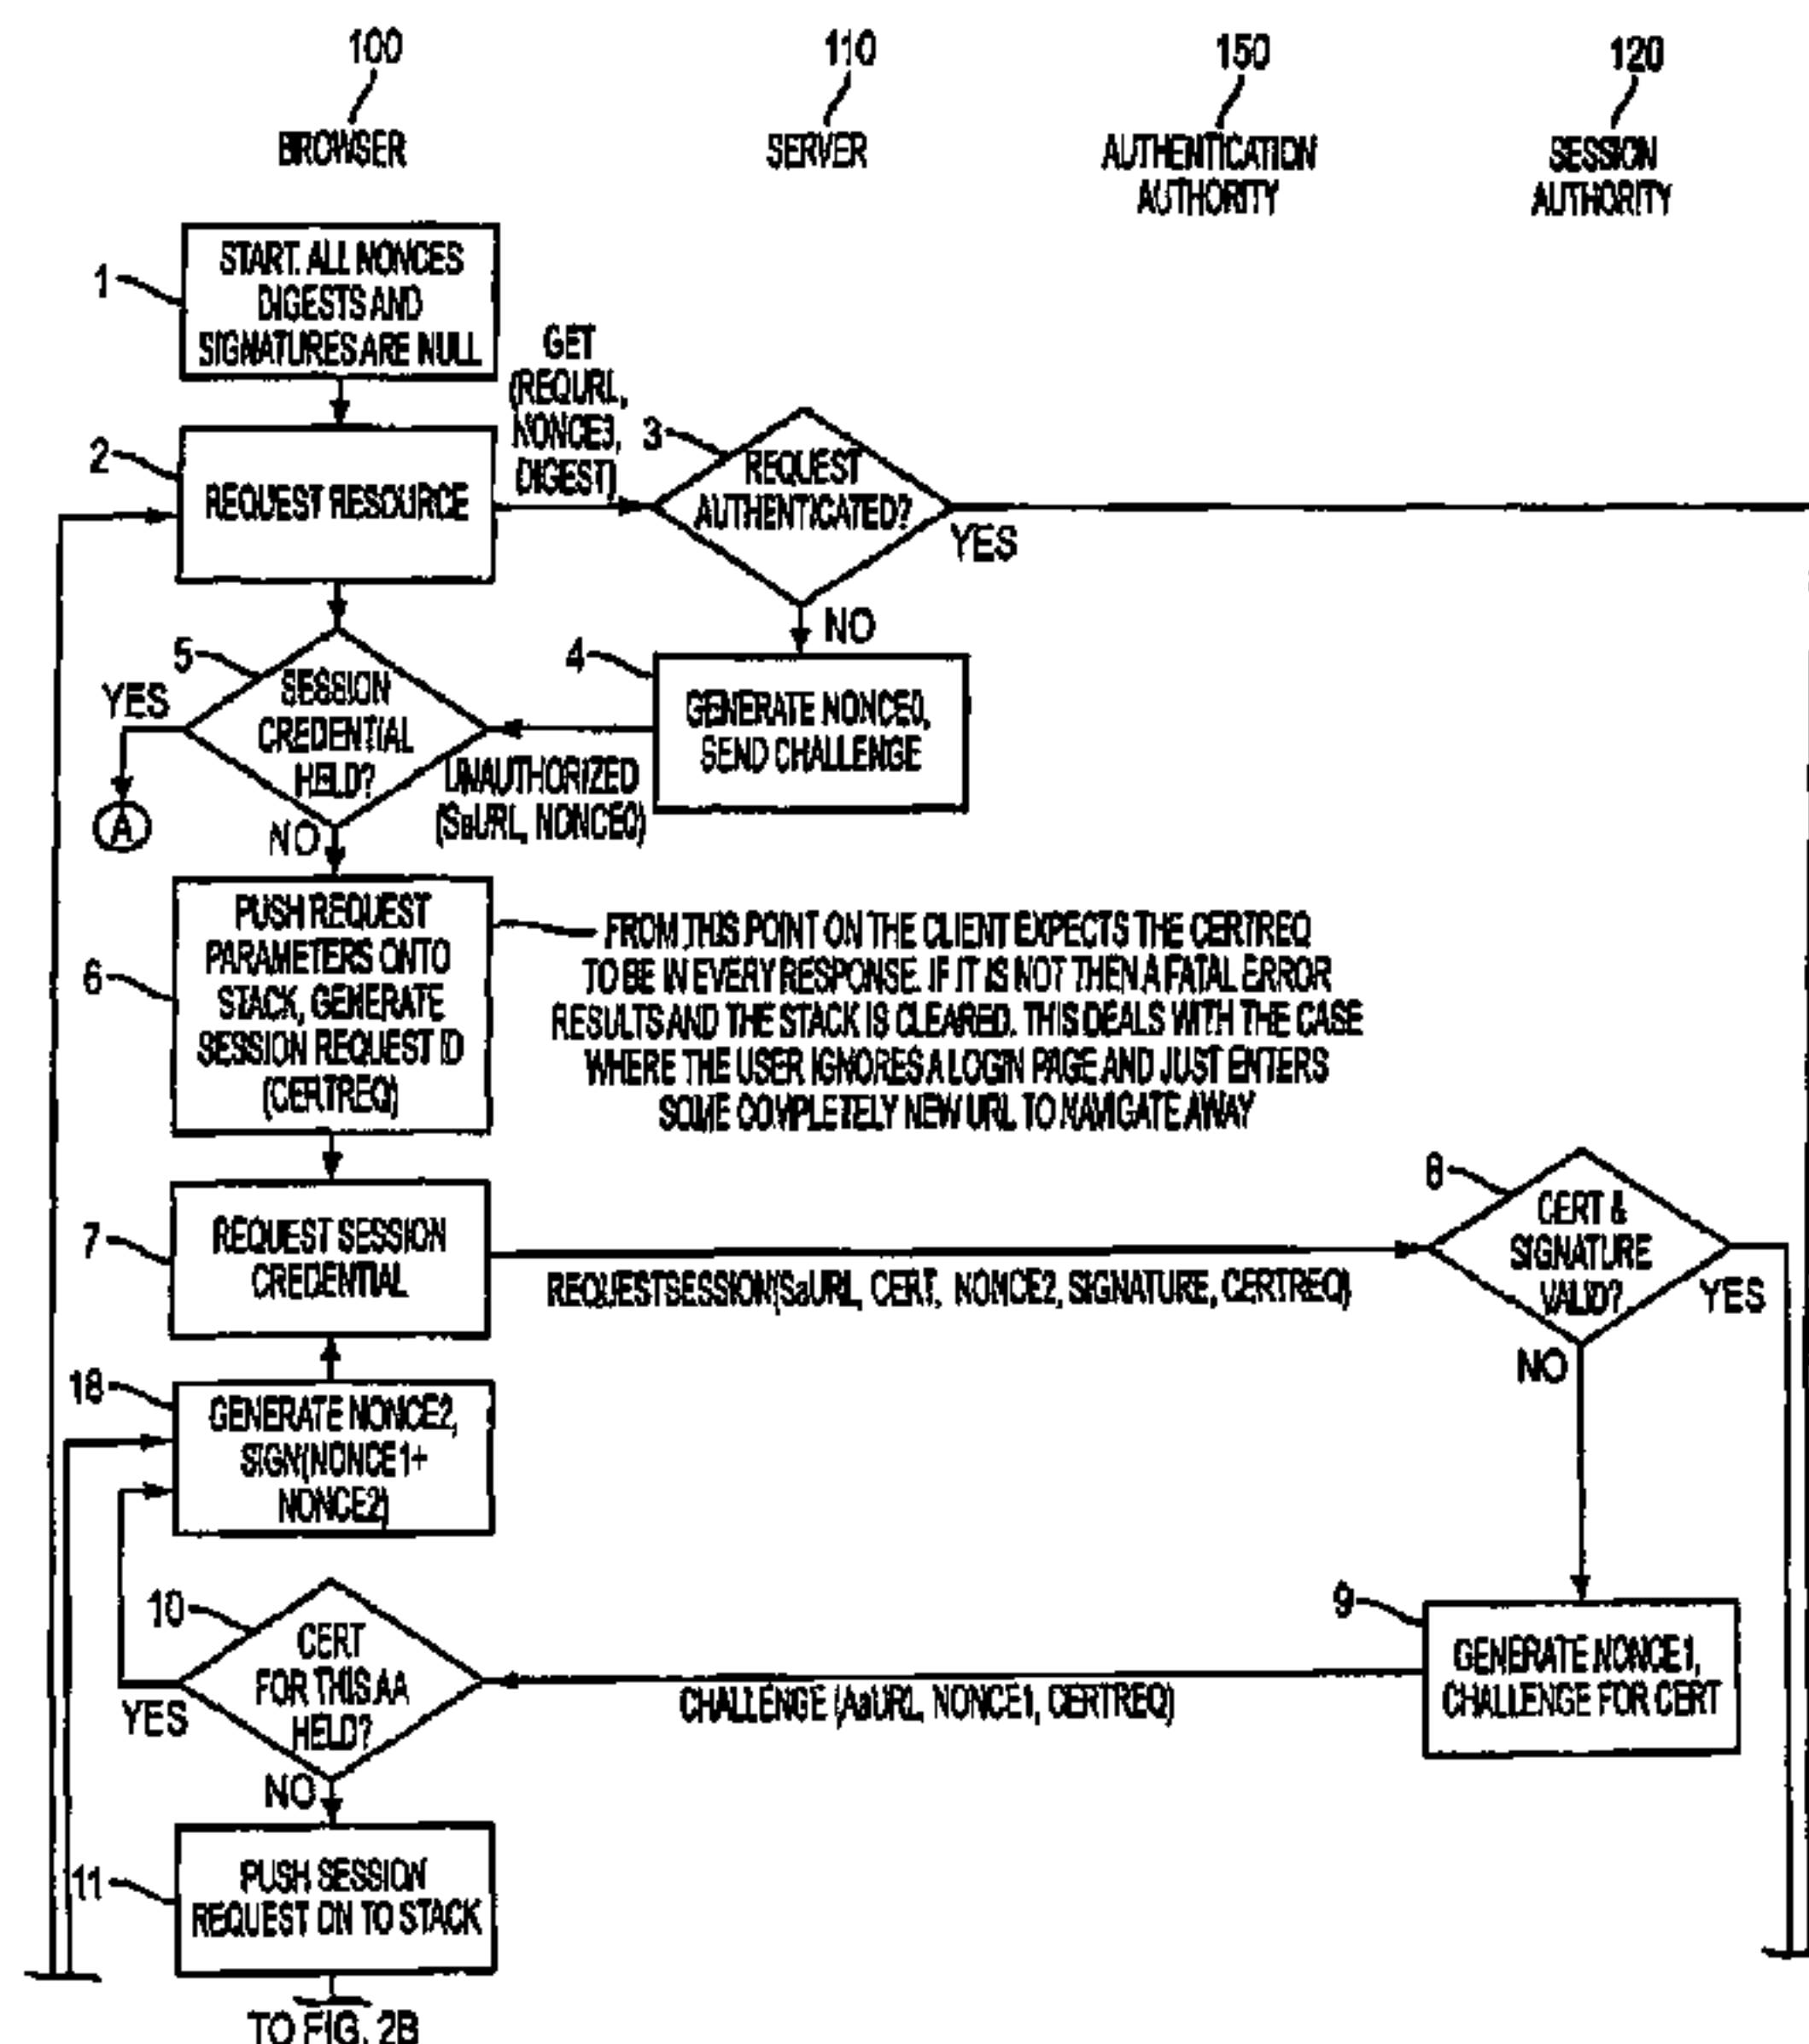 100
110
150
120
BROWSER
SERVER
AUTHENTICATION
AUTHORITY
SESSION
AUTHORITY
1
START. ALL NONCES
DIGESTS AND
SIGNATURES ARE NULL
GET
(REQURL,
NONCE3,
DIGEST)
2
REQUEST RESOURCE
3
REQUEST
AUTHENTICATED?
YES
NO
5
SESSION
CREDENTIAL
HELD?
YES
A
NO
4
GENERATE NONCE0,
SEND CHALLENGE
UNAUTHORIZED
(SaURL, NONCE0)
6
PUSH REQUEST
PARAMETERS ONTO
STACK, GENERATE
SESSION REQUEST ID
(CERTREQ)
FROM THIS POINT ON THE CLIENT EXPECTS THE CERTREQ
TO BE IN EVERY RESPONSE. IF IT IS NOT THEN A FATAL ERROR
RESULTS AND THE STACK IS CLEARED. THIS DEALS WITH THE CASE
WHERE THE USER IGNORES A LOGIN PAGE AND JUST ENTERS
SOME COMPLETELY NEW URL TO NAVIGATE AWAY
7
REQUEST SESSION
CREDENTIAL
REQUESTSESSION(SaURL, CERT, NONCE2, SIGNATURE, CERTREQ)
8
CERT &
SIGNATURE
VALID?
YES
NO
18
GENERATE NONCE2,
SIGN(NONCE1+
NONCE2)
10
CERT
FOR THIS AA
HELD?
YES
NO
CHALLENGE (AaURL, NONCE1, CERTREQ)
9
GENERATE NONCE1,
CHALLENGE FOR CERT
11
PUSH SESSION
REQUEST ON TO STACK
TO FIG. 2B